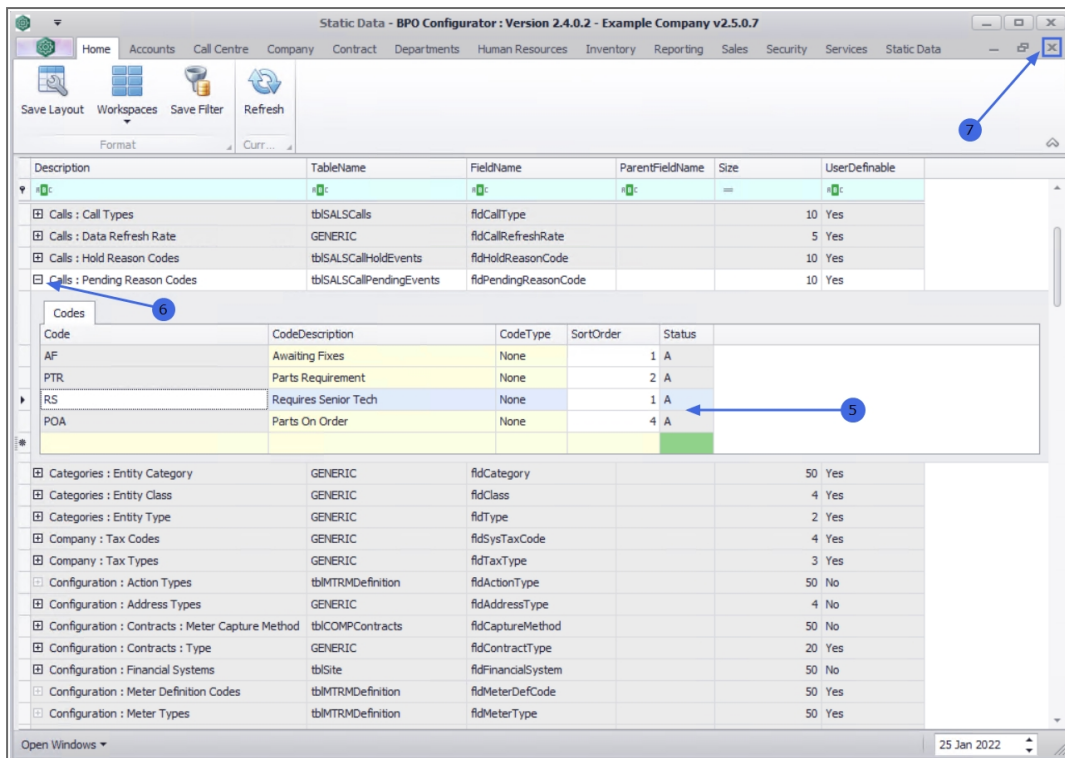 Static Data - BPO Configurator : Version 2.4.0.2 - Example Company v2.5.0.7
Home Accounts Call Centre Company Contract Departments Human Resources Inventory Reporting Sales Security Services Static Data
Save Layout Workspaces Save Filter Refresh
7
Format Curr...
Description TableName FieldName ParentFieldName Size UserDefinable
Calls : Call Types tblSALSCalls fldCallType 10 Yes
Calls : Data Refresh Rate GENERIC fldCallRefreshRate 5 Yes
Calls : Hold Reason Codes tblSALSCallHoldEvents fldHoldReasonCode 10 Yes
Calls : Pending Reason Codes tblSALSCallPendingEvents fldPendingReasonCode 10 Yes
6
Codes
Code CodeDescription CodeType SortOrder Status
AF Awaiting Fixes None 1 A
PTR Parts Requirement None 2 A
RS Requires Senior Tech None 1 A
5
POA Parts On Order None 4 A
Categories : Entity Category GENERIC fldCategory 50 Yes
Categories : Entity Class GENERIC fldClass 4 Yes
Categories : Entity Type GENERIC fldType 2 Yes
Company : Tax Codes GENERIC fldSysTaxCode 4 Yes
Company : Tax Types GENERIC fldTaxType 3 Yes
Configuration : Action Types tblMTRMDefinition fldActionType 50 No
Configuration : Address Types GENERIC fldAddressType 4 No
Configuration : Contracts : Meter Capture Method tblCOMPContracts fldCaptureMethod 50 No
Configuration : Contracts : Type GENERIC fldContractType 20 Yes
Configuration : Financial Systems tblSite fldFinancialSystem 50 No
Configuration : Meter Definition Codes tblMTRMDefinition fldMeterDefCode 50 Yes
Configuration : Meter Types tblMTRMDefinition fldMeterType 50 Yes
Open Windows 25 Jan 2022